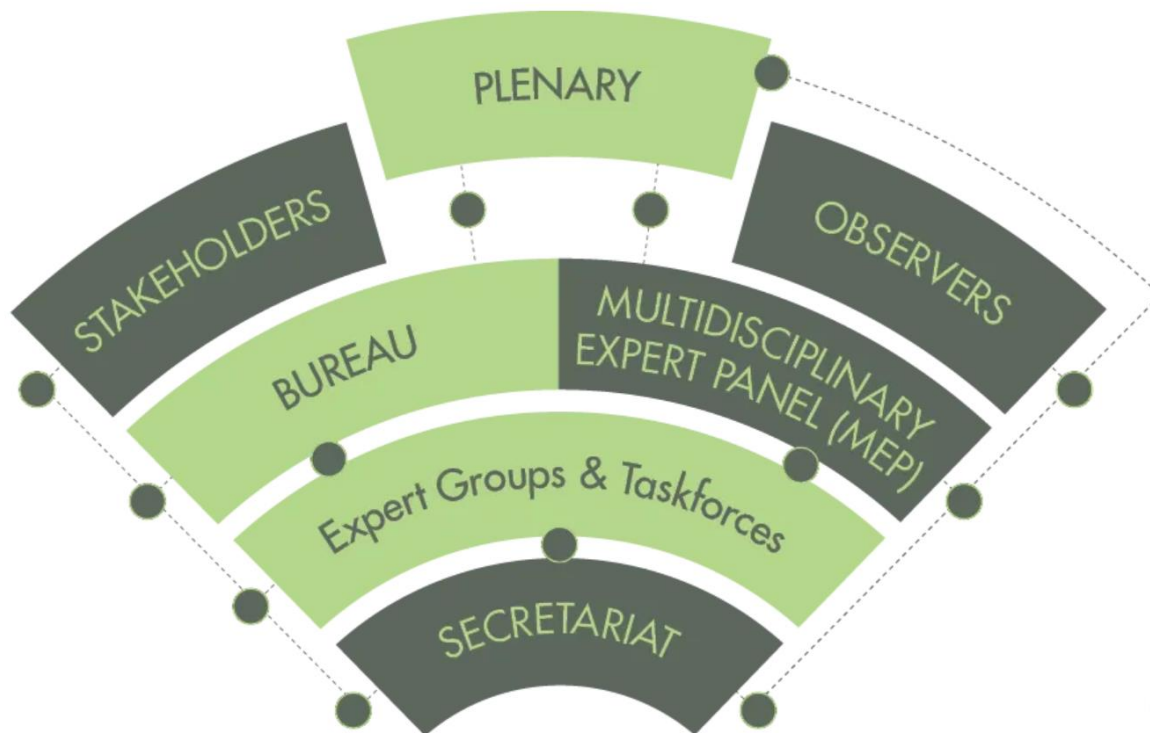 PLENARY
STAKEHOLDERS
OBSERVERS
BUREAU
MULTIDISCIPLINARY
EXPERT PANEL (MEP)
Expert Groups & Taskforces
SECRETARIAT